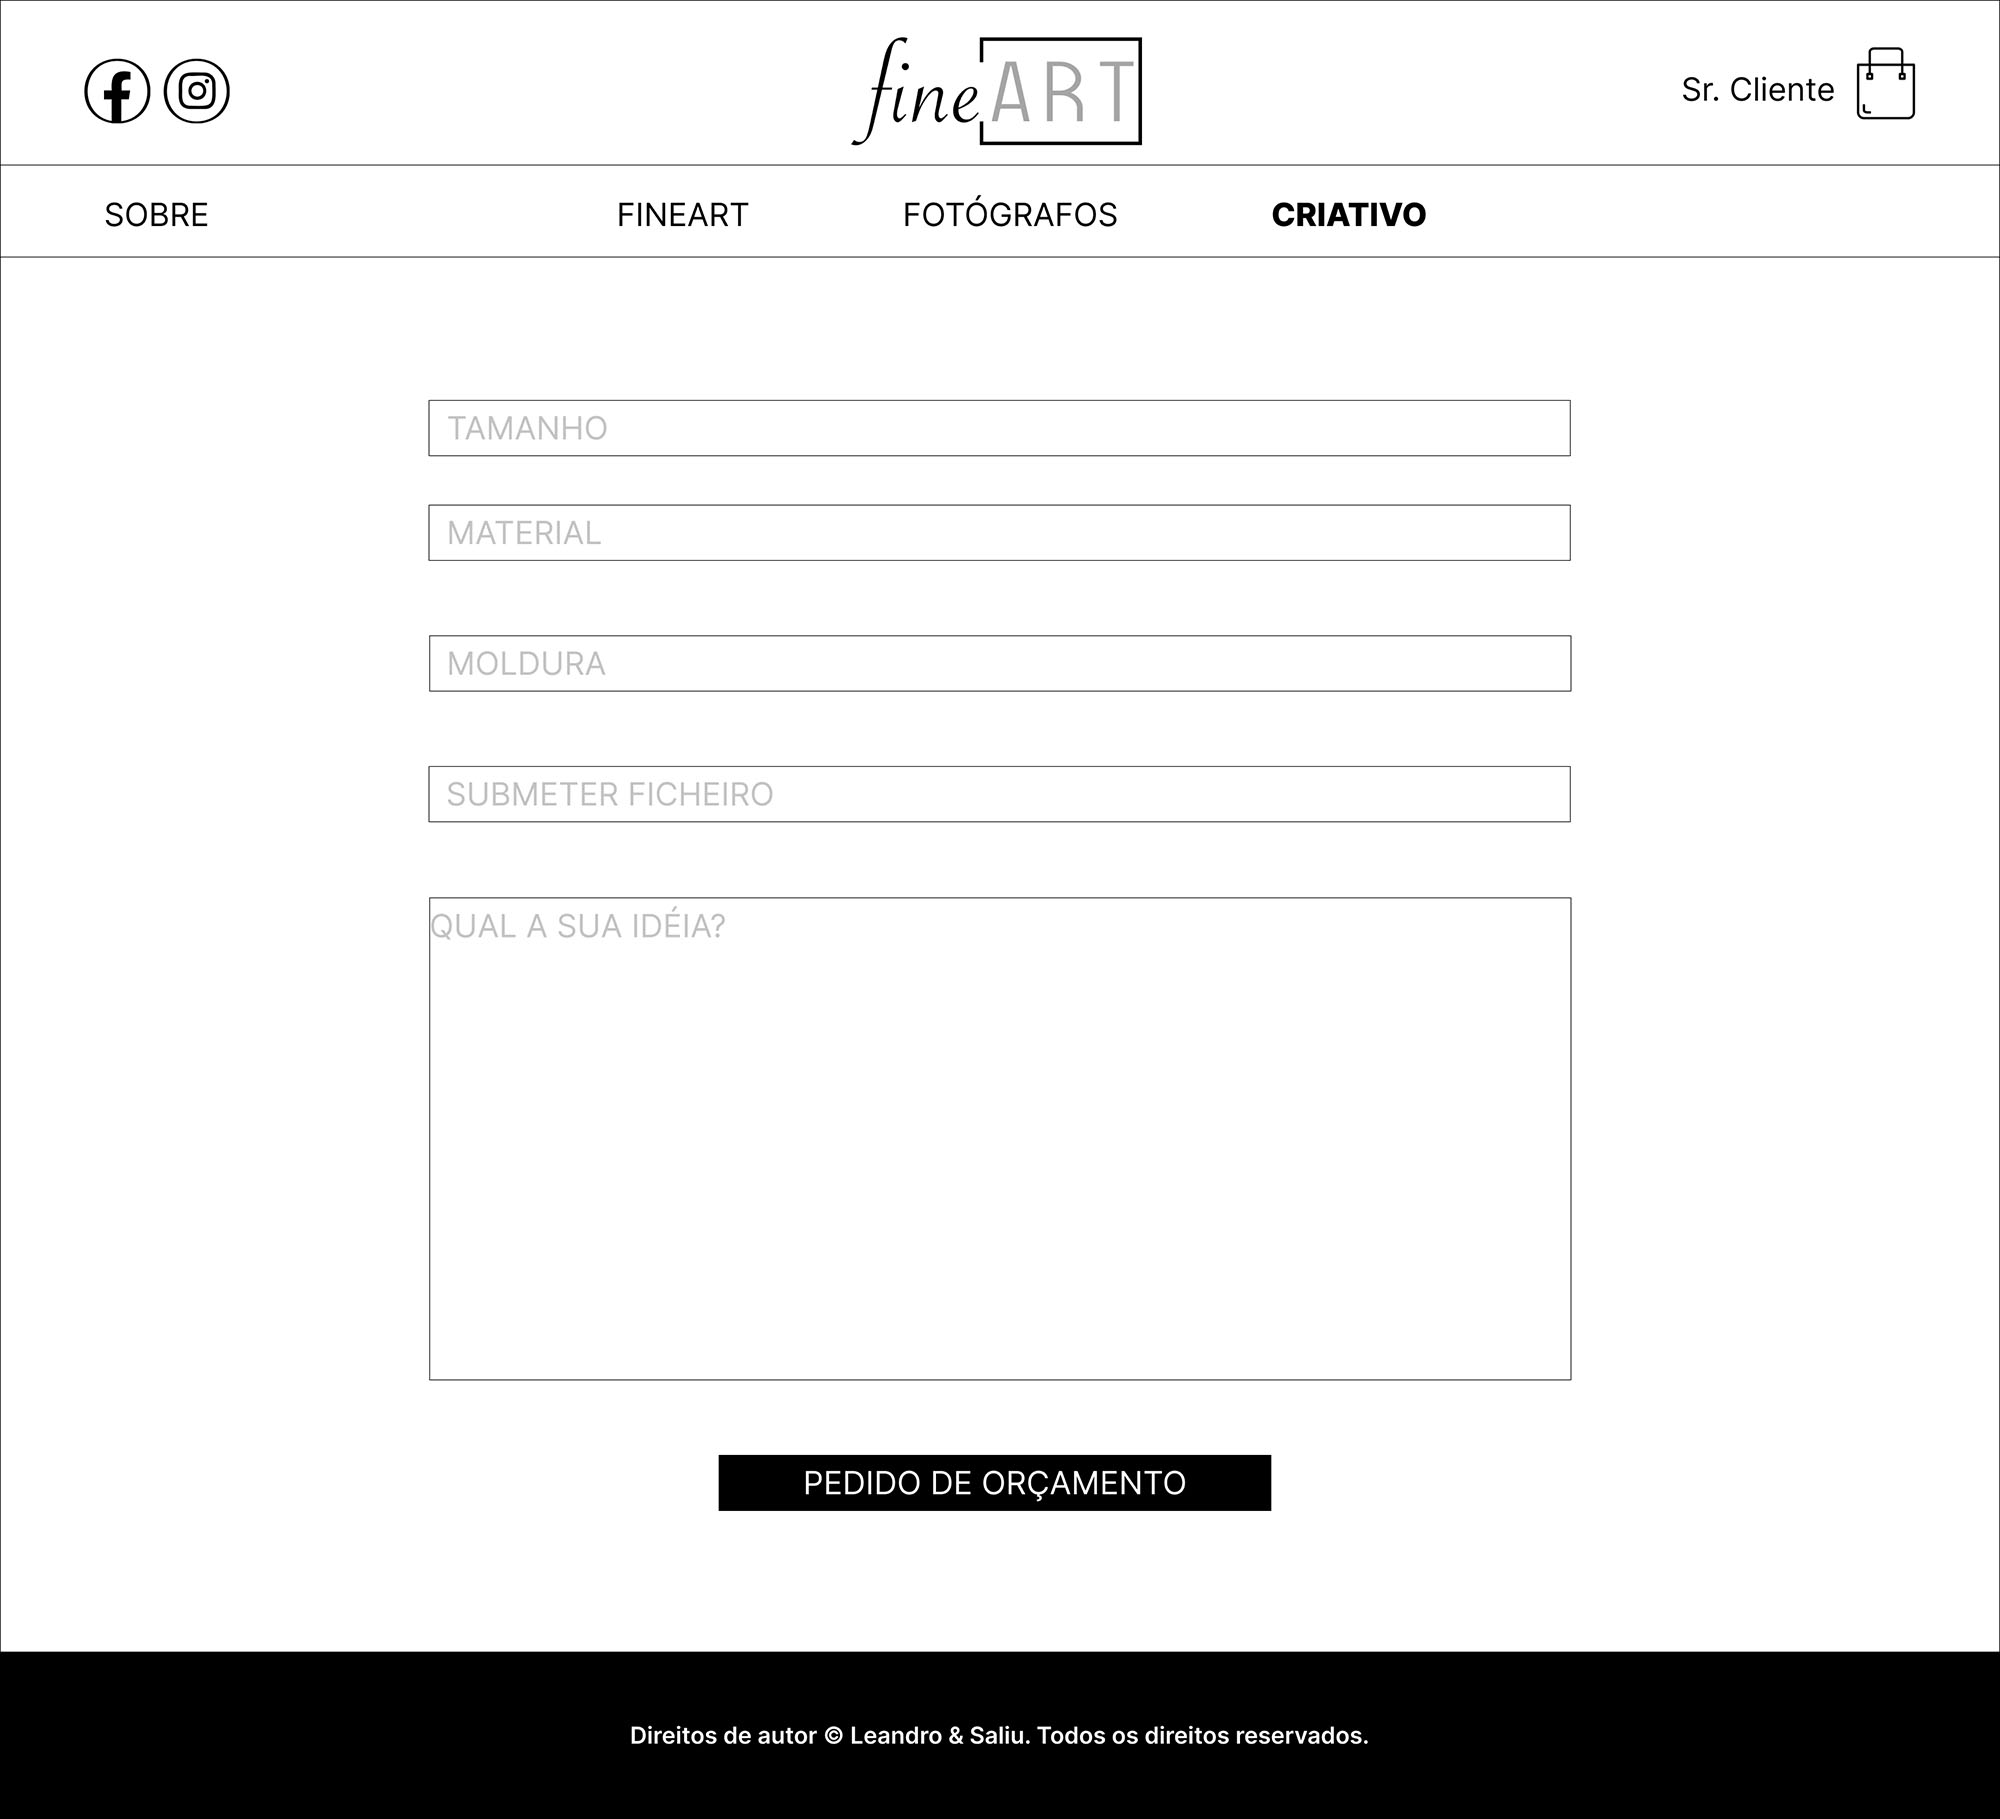 fineART
Sr. Cliente
SOBRE
FINEART
FOTÓGRAFOS
CRIATIVO
TAMANHO
MATERIAL
MOLDURA
SUBMETER FICHEIRO
QUAL A SUA IDÉIA?
PEDIDO DE ORÇAMENTO
Direitos de autor © Leandro & Saliu. Todos os direitos reservados.